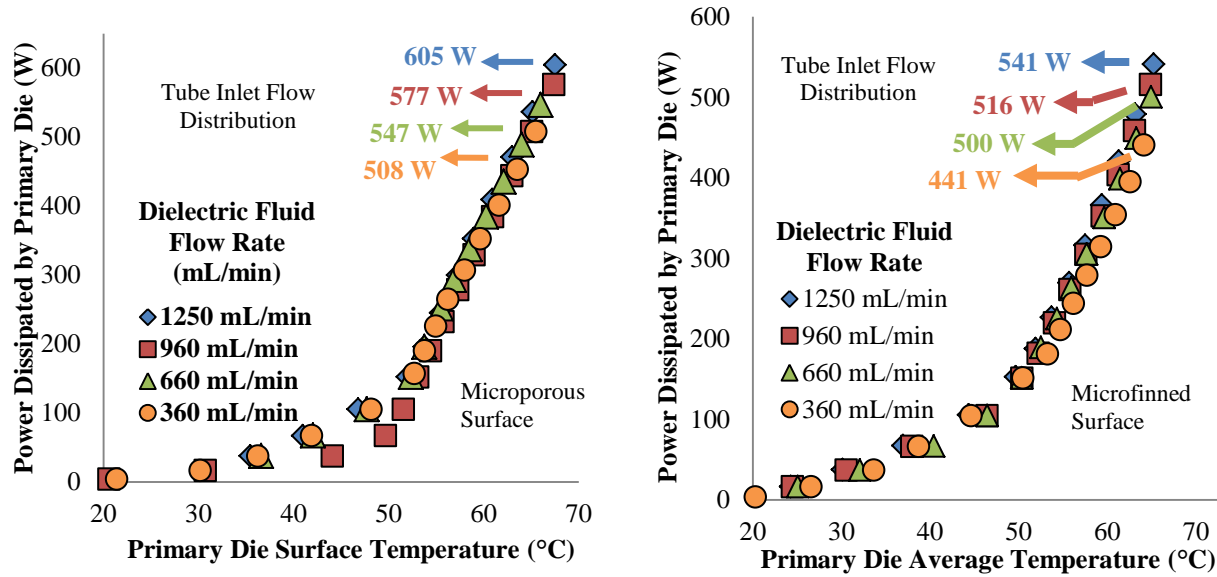 Power Dissipated by Primary Die (W)
600
500
400
300
200
100
0
20
30
40
50
60
70
Primary Die Surface Temperature (°C)
Tube Inlet Flow
Distribution
605 W
577 W
547 W
508 W
Dielectric Fluid
Flow Rate
(mL/min)
1250 mL/min
960 mL/min
660 mL/min
360 mL/min
Microporous
Surface
Power Dissipated by Primary Die (W)
600
500
400
300
200
100
0
20
30
40
50
60
70
Primary Die Average Temperature (°C)
Tube Inlet Flow
Distribution
541 W
516 W
500 W
441 W
Dielectric Fluid
Flow Rate
1250 mL/min
960 mL/min
660 mL/min
360 mL/min
Microfinned
Surface